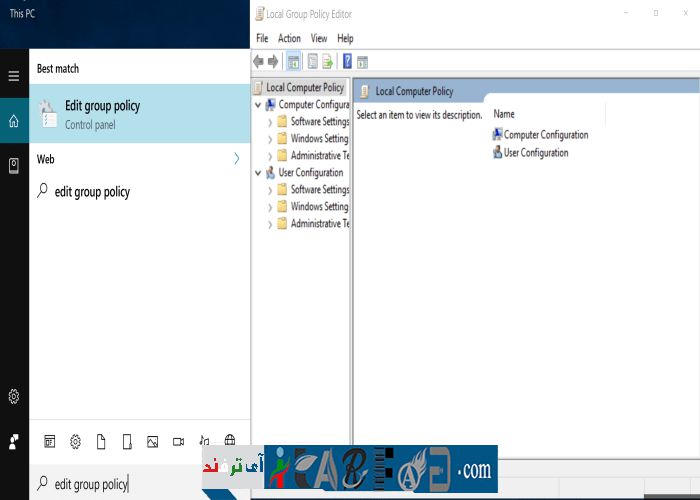 This PC
Best match
Edit group policy
Control panel
Web
edit group policy
edit group policy
Local Group Policy Editor
File Action View Help
Local Computer Policy
Computer Configura
Software Settings
Windows Setting
Administrative Te
User Configuration
Software Settings
Windows Setting
Administrative Te
Local Computer Policy
Select an item to view its description.
Name
Computer Configuration
User Configuration
آی ترفند
.com